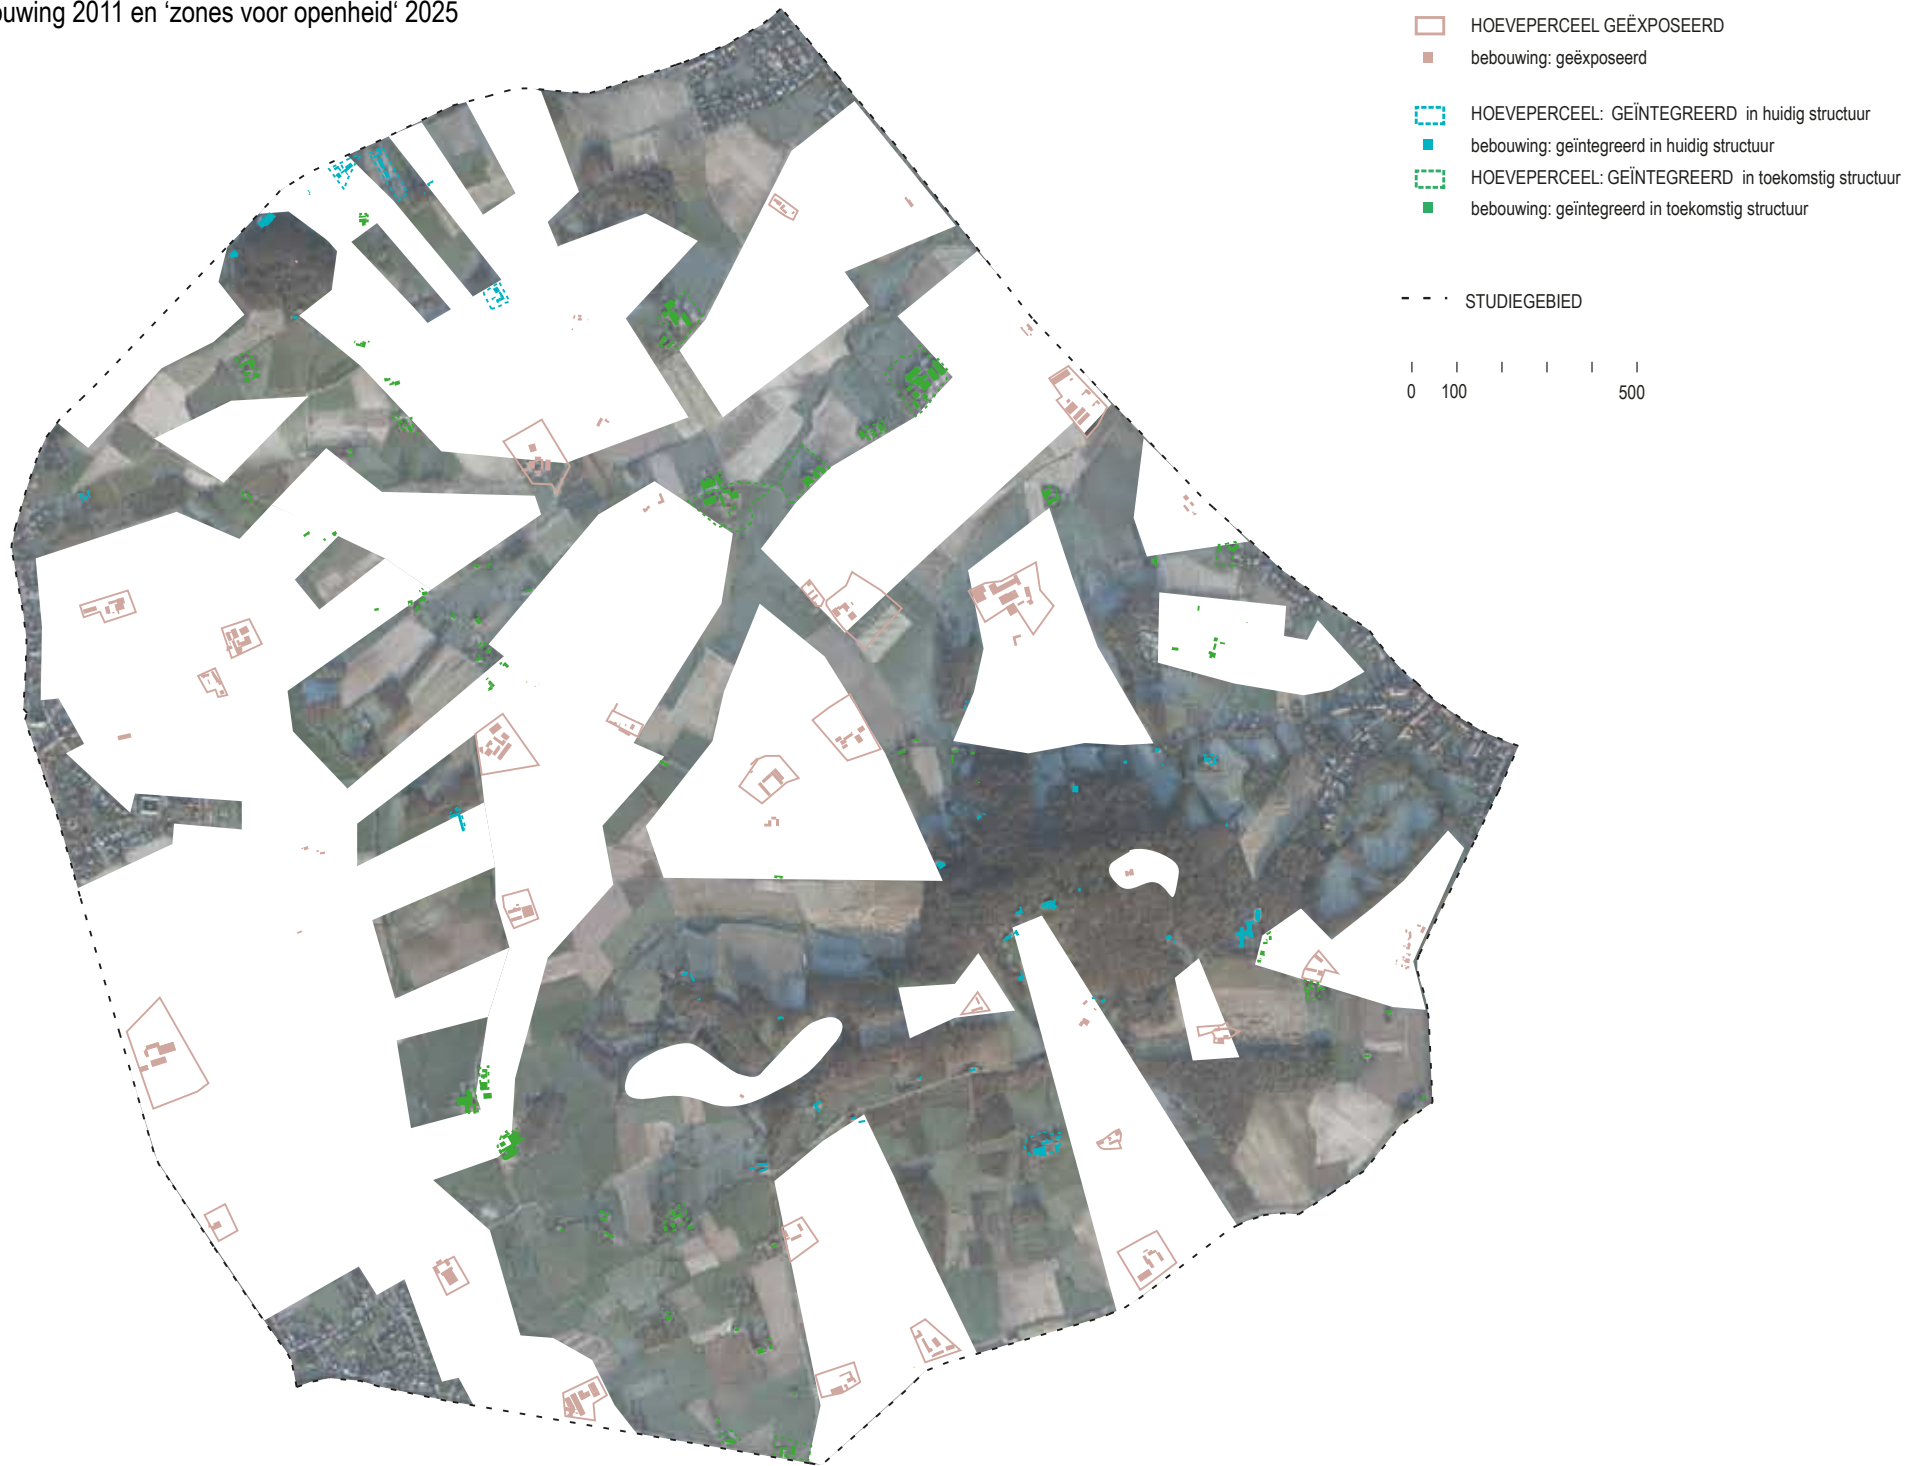 uwing 2011 en ‘zones voor openheid‘ 2025
HOEVEPERCEEL GEËXPOSEERD
bebouwing: geëxposeerd
HOEVEPERCEEL: GEÏNTEGREERD in huidig structuur
bebouwing: geïntegreerd in huidig structuur
HOEVEPERCEEL: GEÏNTEGREERD in toekomstig structuur
bebouwing: geïntegreerd in toekomstig structuur
STUDIEGEBIED
0 100 500